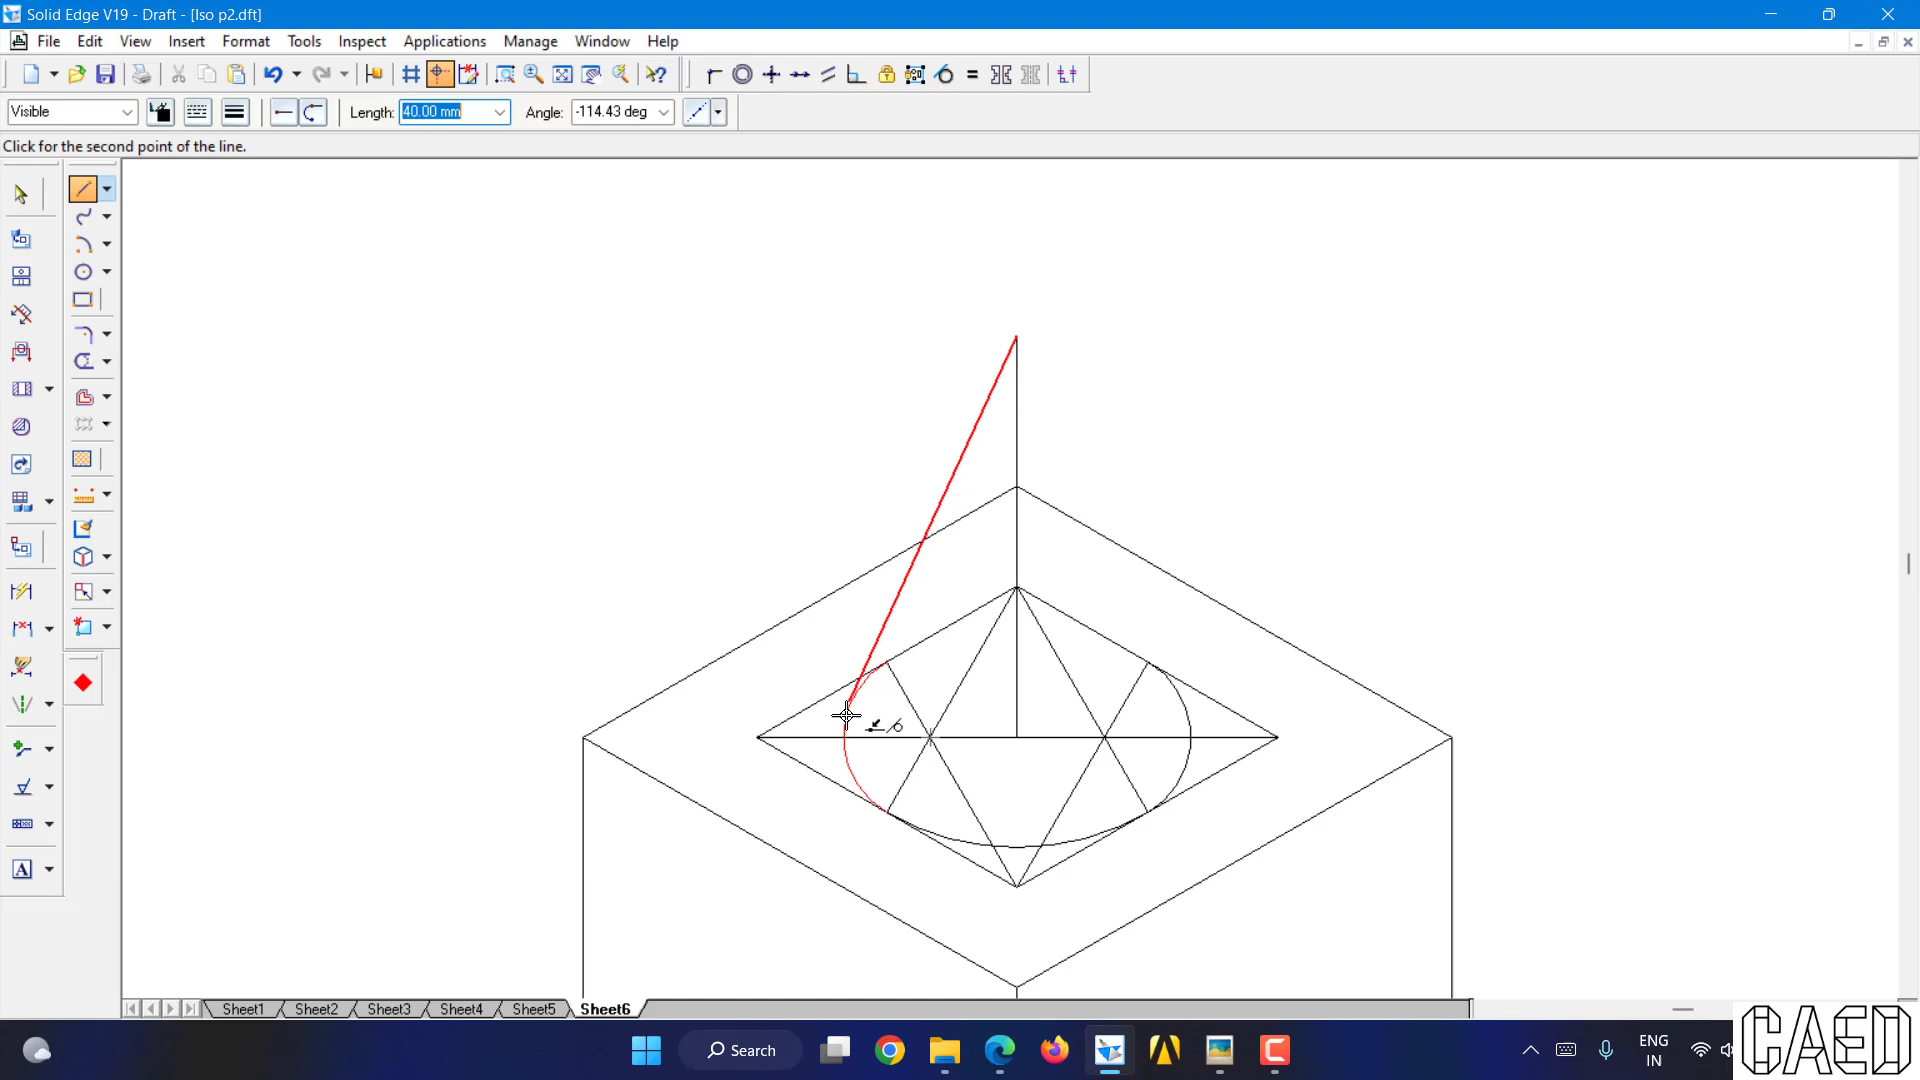 Solid Edge V19 - Draft - [Iso p2.dft]
File Edit View Insert Format Tools Inspect Applications Manage Window Help
Visible Length: 40.00 mm Angle: -114.43 deg
Click for the second point of the line.
A
Sheet1 Sheet2 Sheet3 Sheet4 Sheet5 Sheet6
Search
ENG
IN
CAED